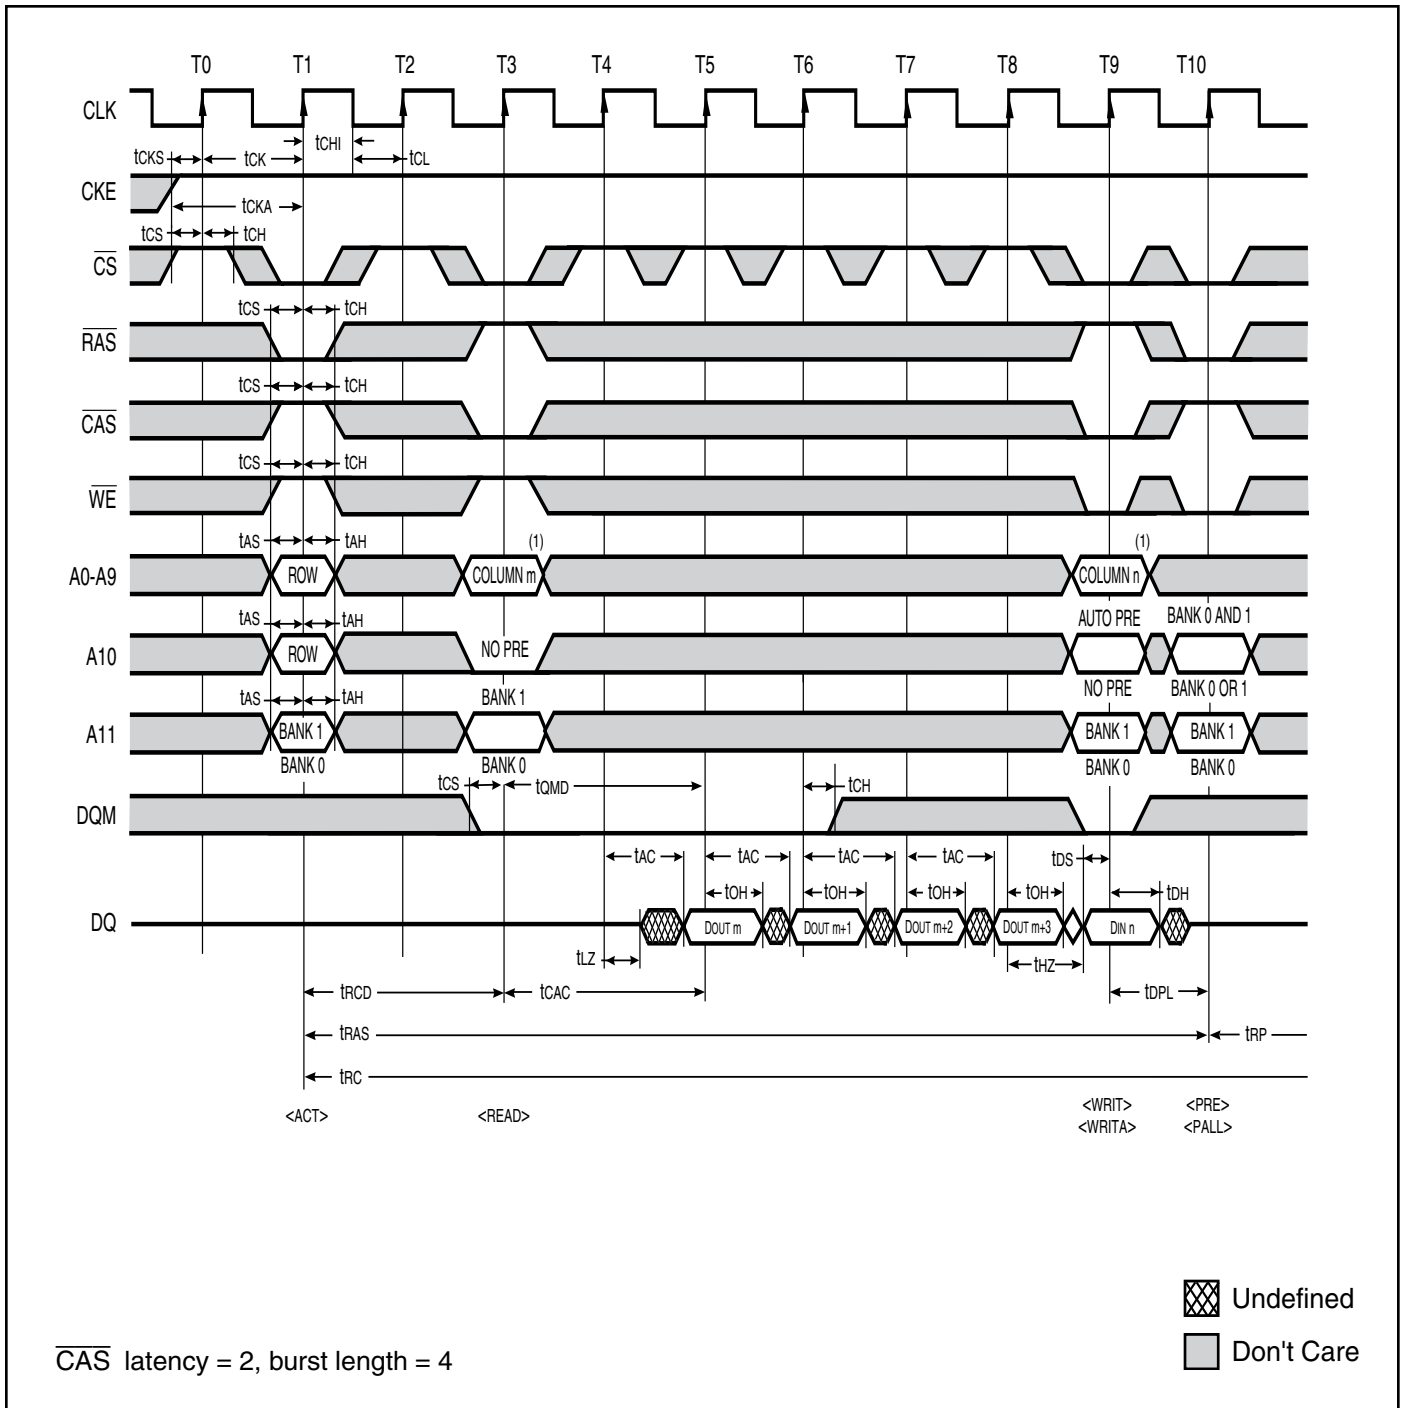 T0 T1 T2 T3 T4 T5 T6 T7 T8 T9 T10
CLK
tCHI
tCKS tCK tCL
CKE
tCKA
tCS tCH
CS
tCS tCH
RAS
tCS tCH
CAS
tCS tCH
WE
tAS tAH (1) (1)
A0-A9 ROW COLUMN m COLUMN n
tAS tAH AUTO PRE BANK 0 AND 1
A10 ROW NO PRE
tAS tAH BANK 1 NO PRE BANK 0 OR 1
A11 BANK 1 BANK 1 BANK 1
BANK 0 BANK 0 BANK 0 BANK 0
tCS tQMD tCH
DQM
tAC tAC tAC tAC tDS
tOH tOH tOH tOH tDH
DQ DOUT m DOUT m+1 DOUT m+2 DOUT m+3 DIN n
tLZ tHZ
tRCD tCAC tDPL
tRAS tRP
tRC
<ACT> <READ> <WRIT> <PRE>
<WRITA> <PALL>
Undefined
Don't Care
CAS latency = 2, burst length = 4